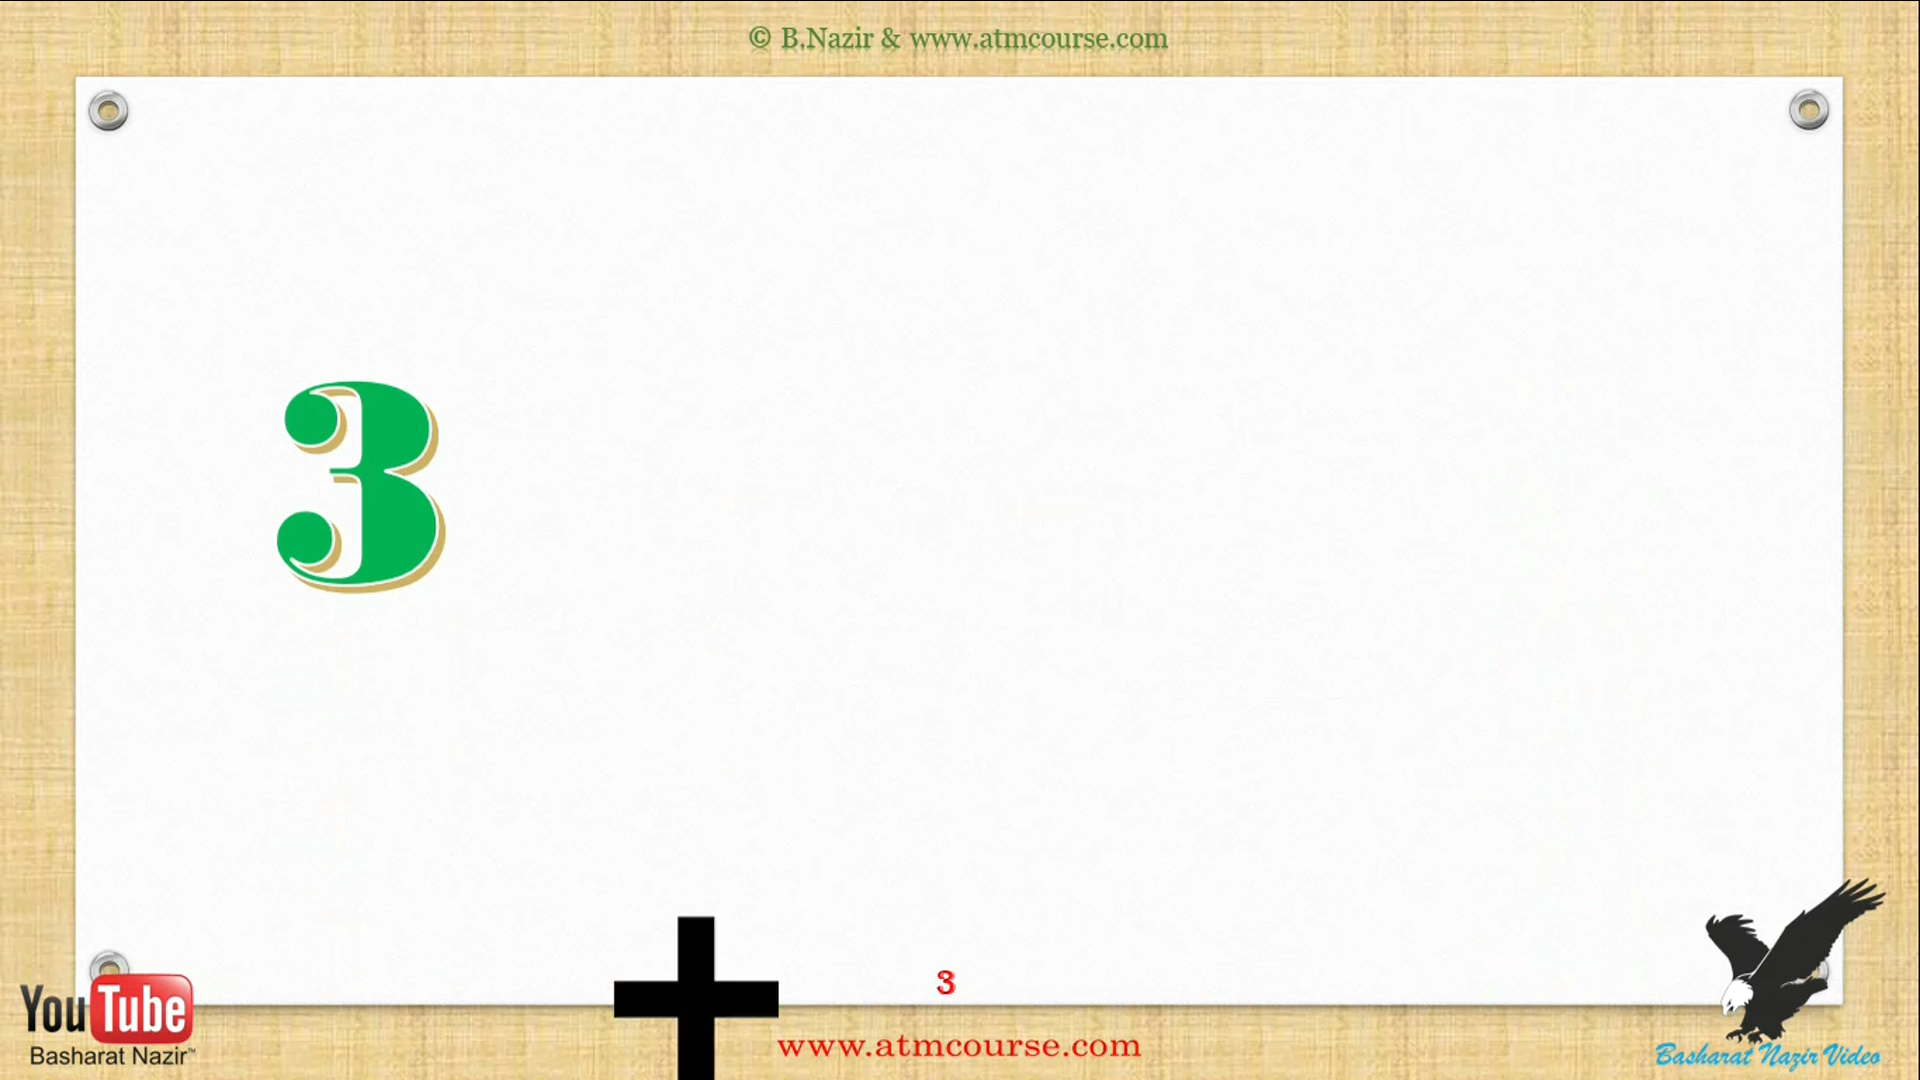 © B.Nazir & www.atmcourse.com
3
+
3
www.atmcourse.com
YouTube
Basharat Nazir™
Basharat Nazir Video